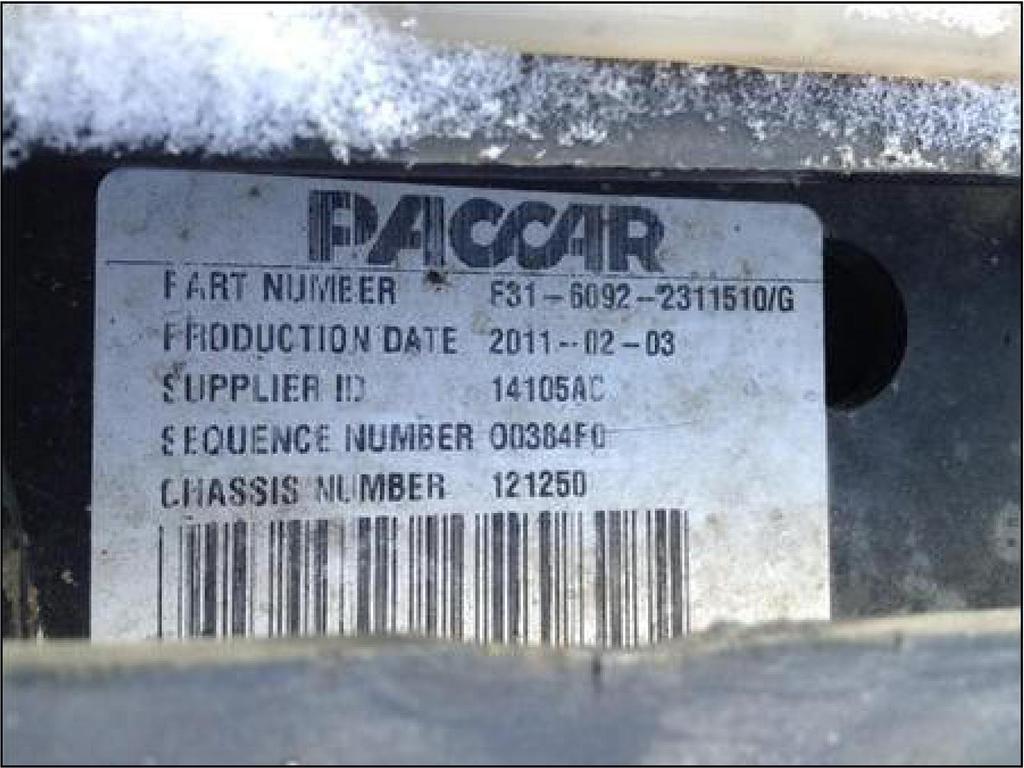 PACCAR
PART NUMBER F31-6092-2311510/G
PRODUCTION DATE 2011-02-03
SUPPLIER ID 14105AC
SEQUENCE NUMBER 00384F0
CHASSIS NUMBER 121250